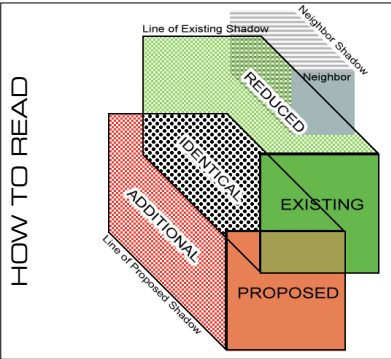 HOW TO READ
Line of Existing Shadow
Neighbor Shadow
Neighbor
REDUCED
IDENTICAL
ADDITIONAL
EXISTING
PROPOSED
Line of Proposed Shadow